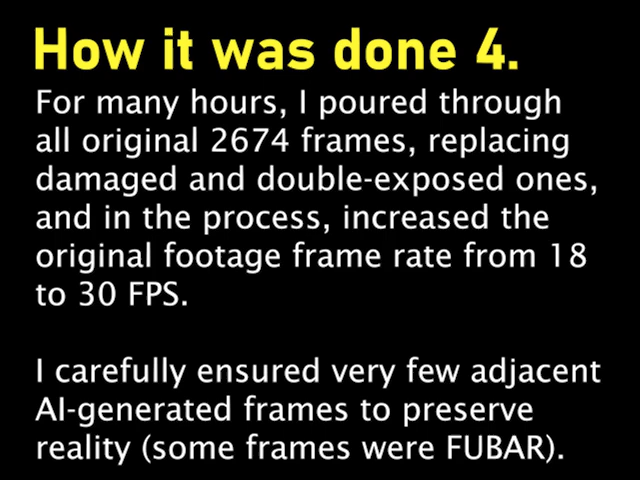 How it was done 4.
For many hours, I poured through
all original 2674 frames, replacing
damaged and double-exposed ones,
and in the process, increased the
original footage frame rate from 18
to 30 FPS.
I carefully ensured very few adjacent
AI-generated frames to preserve
reality (some frames were FUBAR).